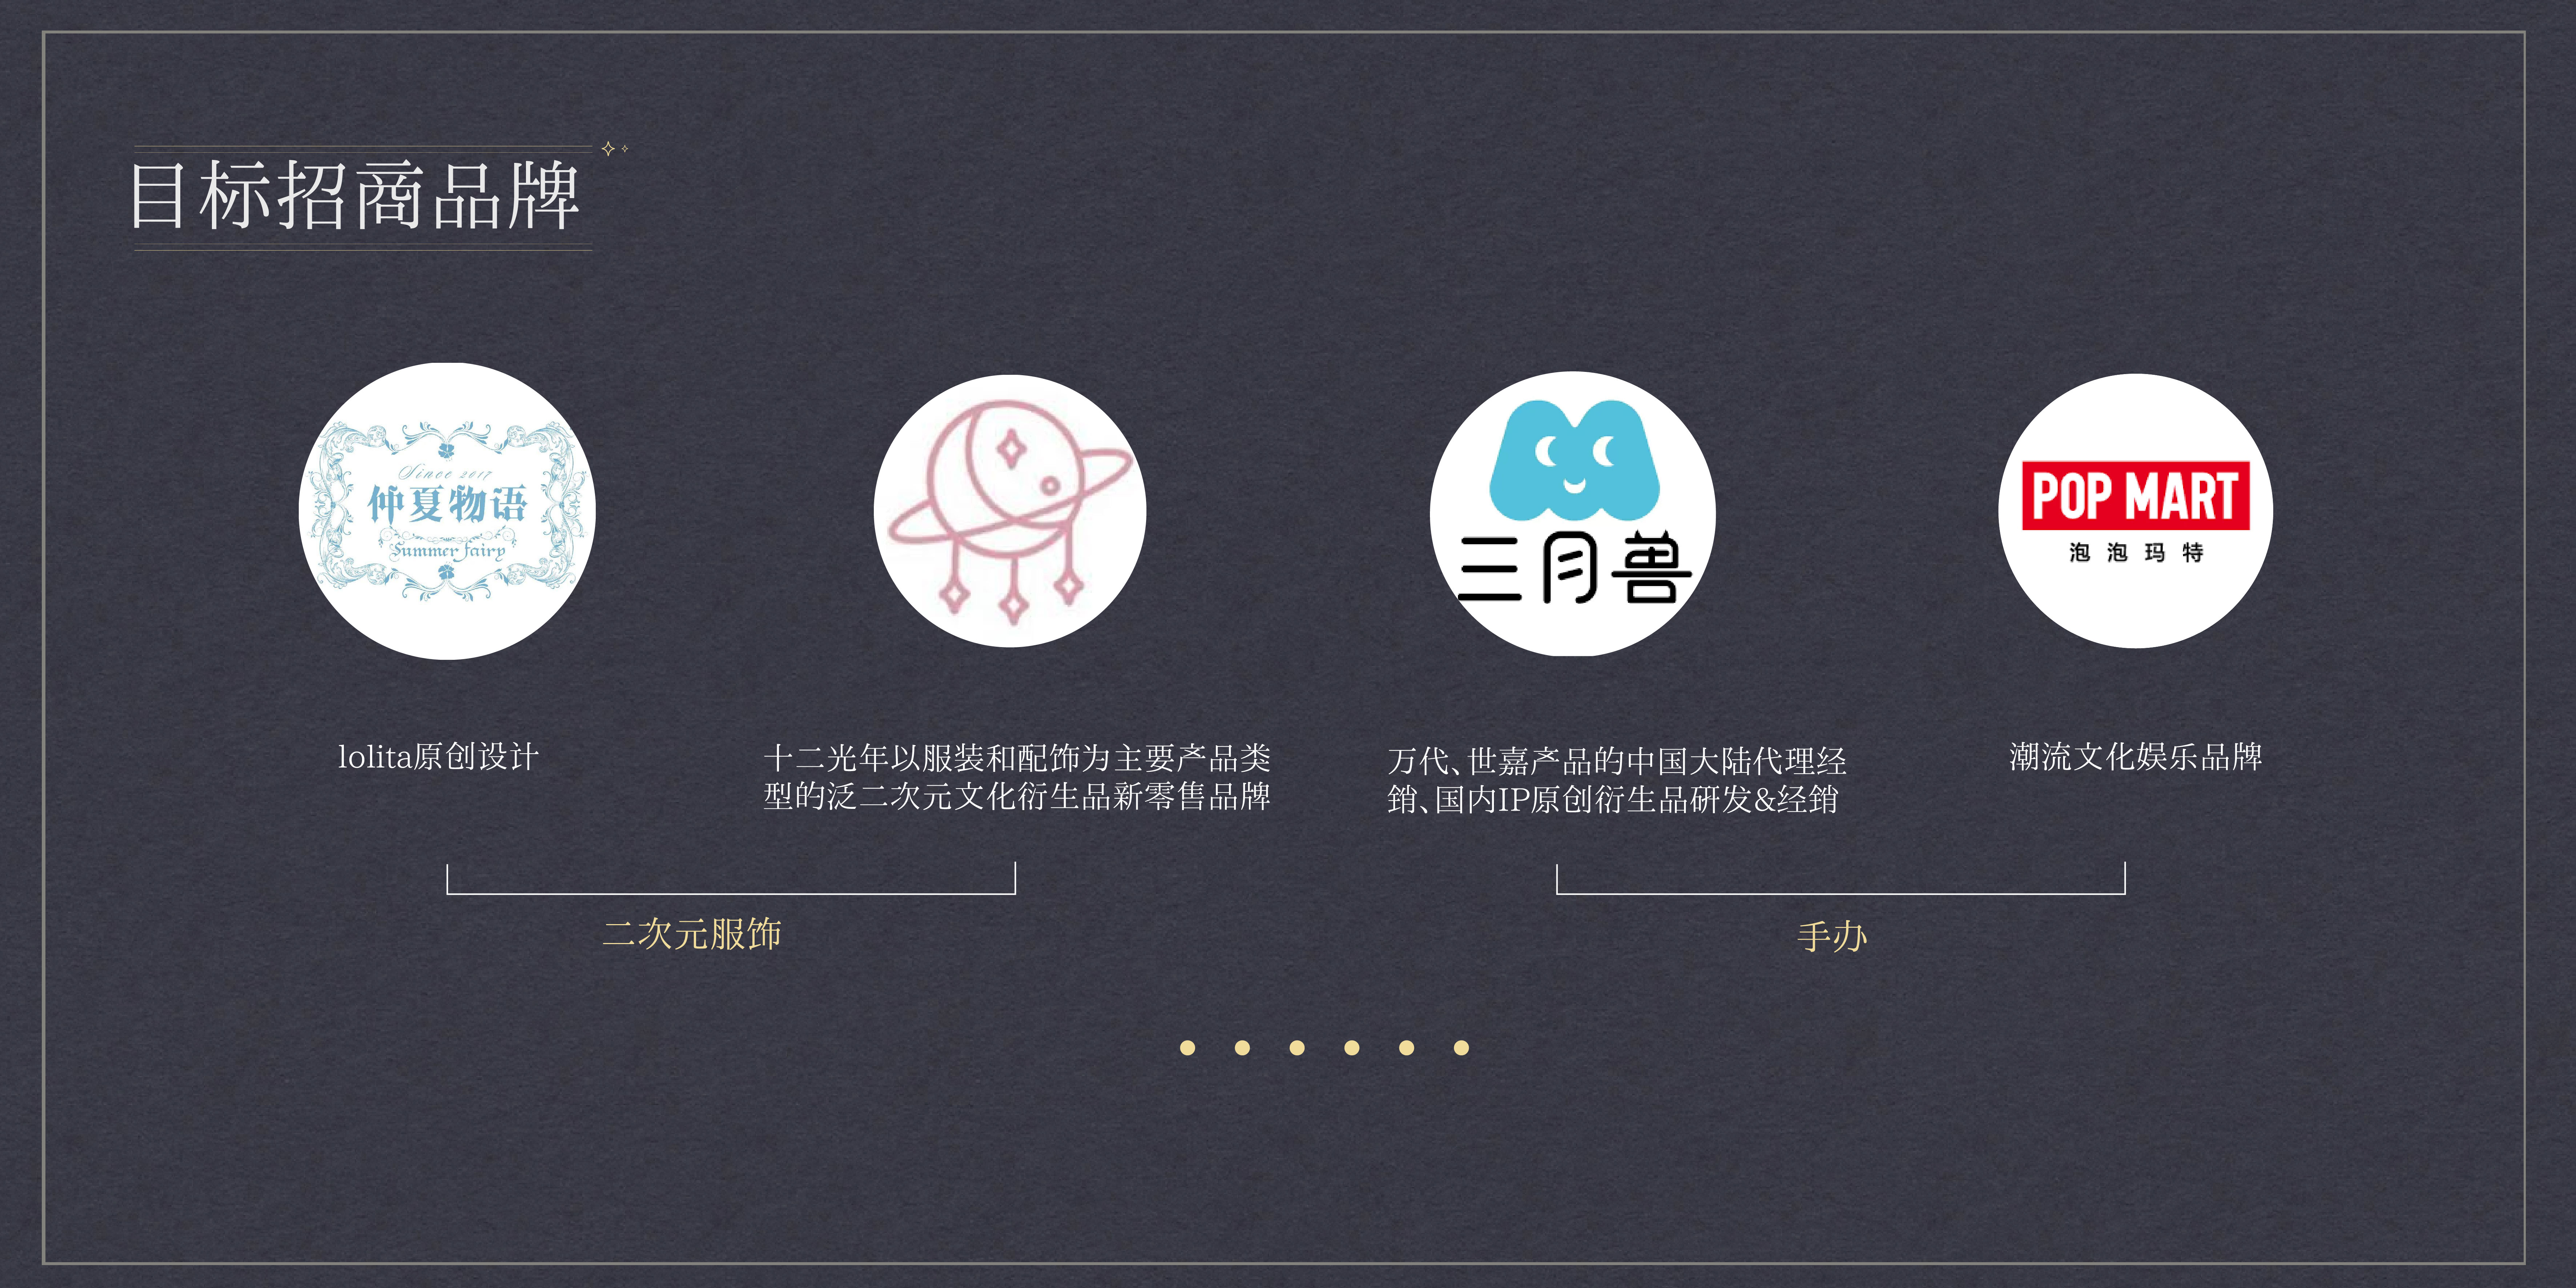 目标招商品牌
Since 2017
仲夏物语
Summer fairy
三月兽
POP MART
泡泡玛特
lolita原创设计
十二光年以服装和配饰为主要产品类
型的泛二次元文化衍生品新零售品牌
万代、世嘉产品的中国大陆代理经
銷、国内IP原创衍生品研发&经銷
潮流文化娱乐品牌
二次元服饰
手办